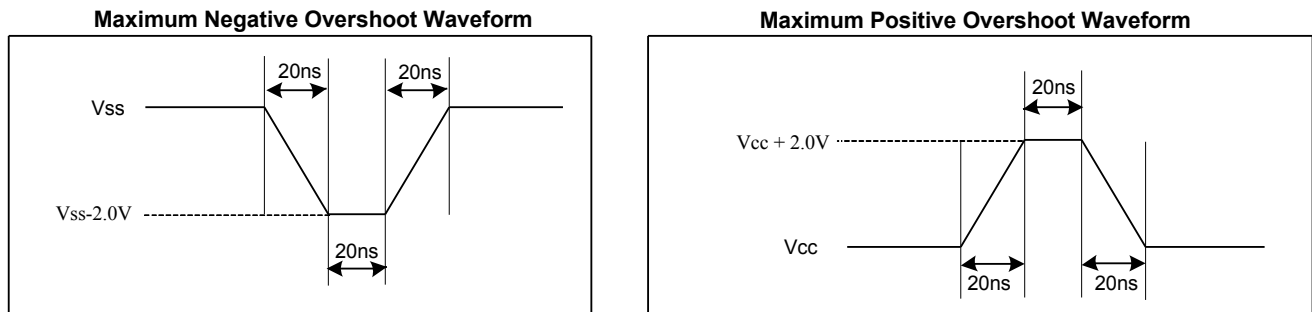 Maximum Negative Overshoot Waveform
20ns
20ns
Vss
Vss-2.0V
20ns
Maximum Positive Overshoot Waveform
20ns
Vcc + 2.0V
Vcc
20ns
20ns